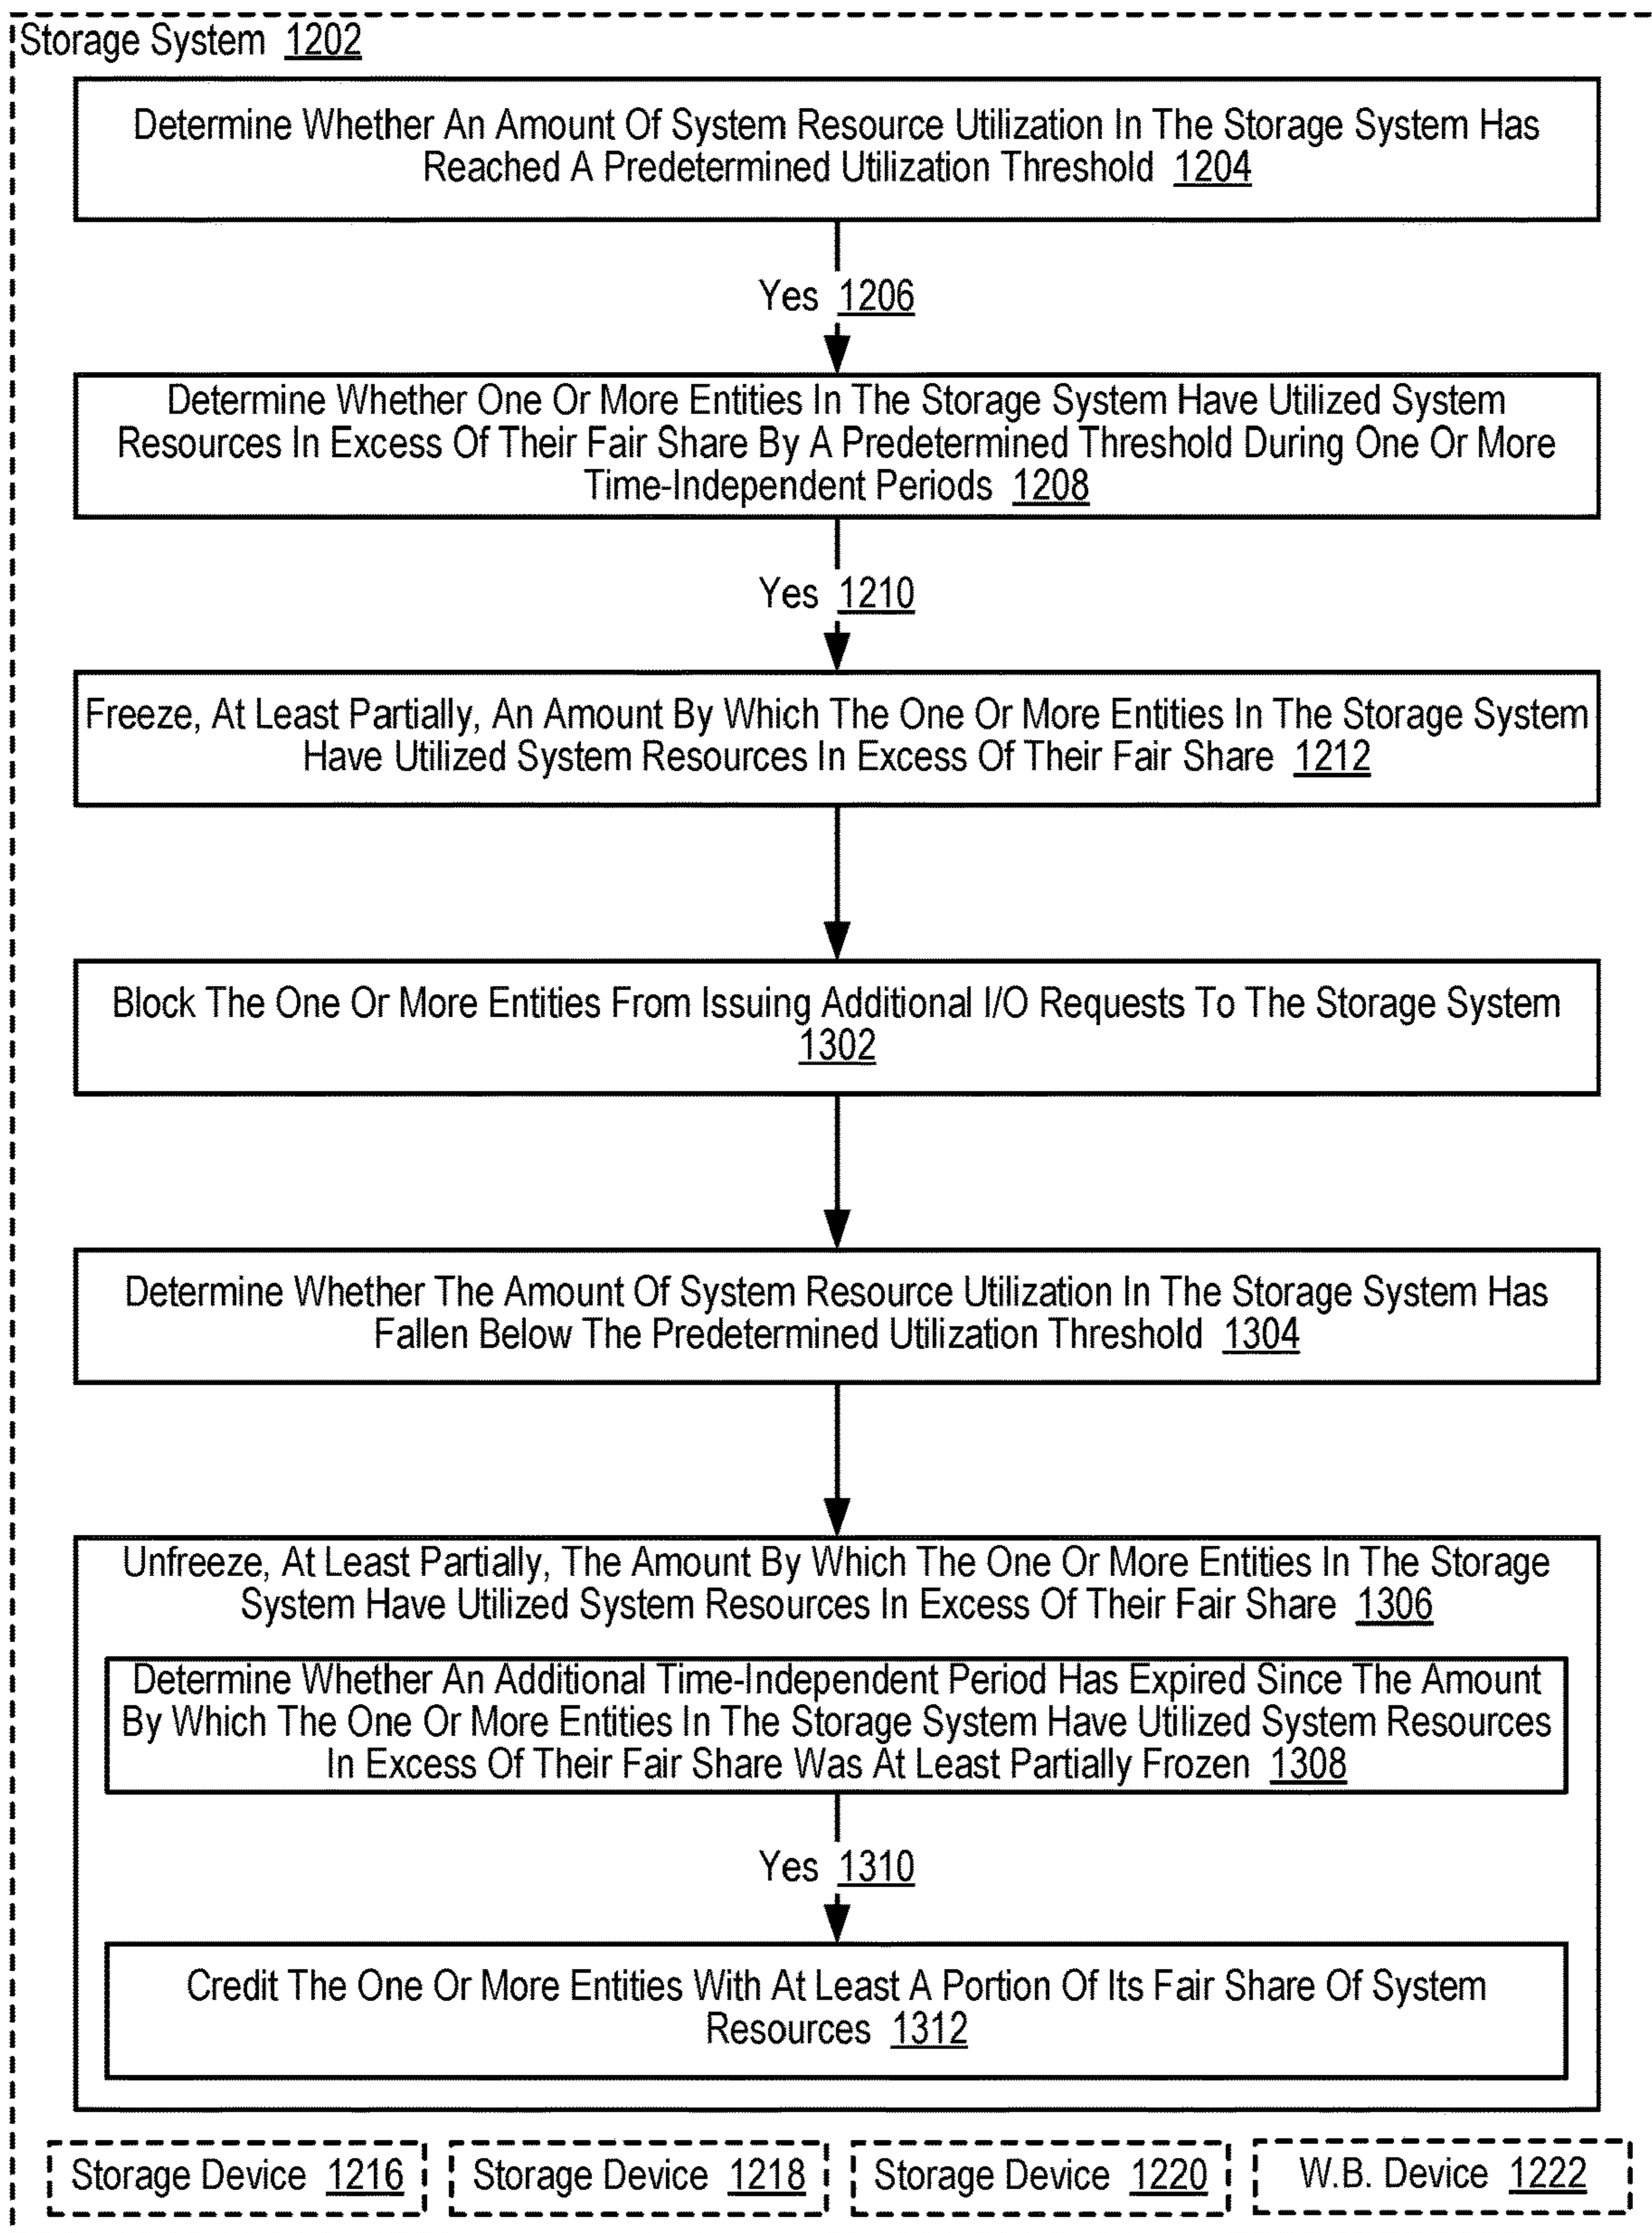 Storage System 1202
Determine Whether An Amount Of System Resource Utilization In The Storage System Has
Reached A Predetermined Utilization Threshold 1204
Yes 1206
Determine Whether One Or More Entities In The Storage System Have Utilized System
Resources In Excess Of Their Fair Share By A Predetermined Threshold During One Or More
Time-Independent Periods 1208
Yes 1210
Freeze, At Least Partially, An Amount By Which The One Or More Entities In The Storage System
Have Utilized System Resources In Excess Of Their Fair Share 1212
Block The One Or More Entities From Issuing Additional I/O Requests To The Storage System
1302
Determine Whether The Amount Of System Resource Utilization In The Storage System Has
Fallen Below The Predetermined Utilization Threshold 1304
Unfreeze, At Least Partially, The Amount By Which The One Or More Entities In The Storage
System Have Utilized System Resources In Excess Of Their Fair Share 1306
Determine Whether An Additional Time-Independent Period Has Expired Since The Amount
By Which The One Or More Entities In The Storage System Have Utilized System Resources
In Excess Of Their Fair Share Was At Least Partially Frozen 1308
Yes 1310
Credit The One Or More Entities With At Least A Portion Of Its Fair Share Of System
Resources 1312
Storage Device 1216
Storage Device 1218
Storage Device 1220
W.B. Device 1222